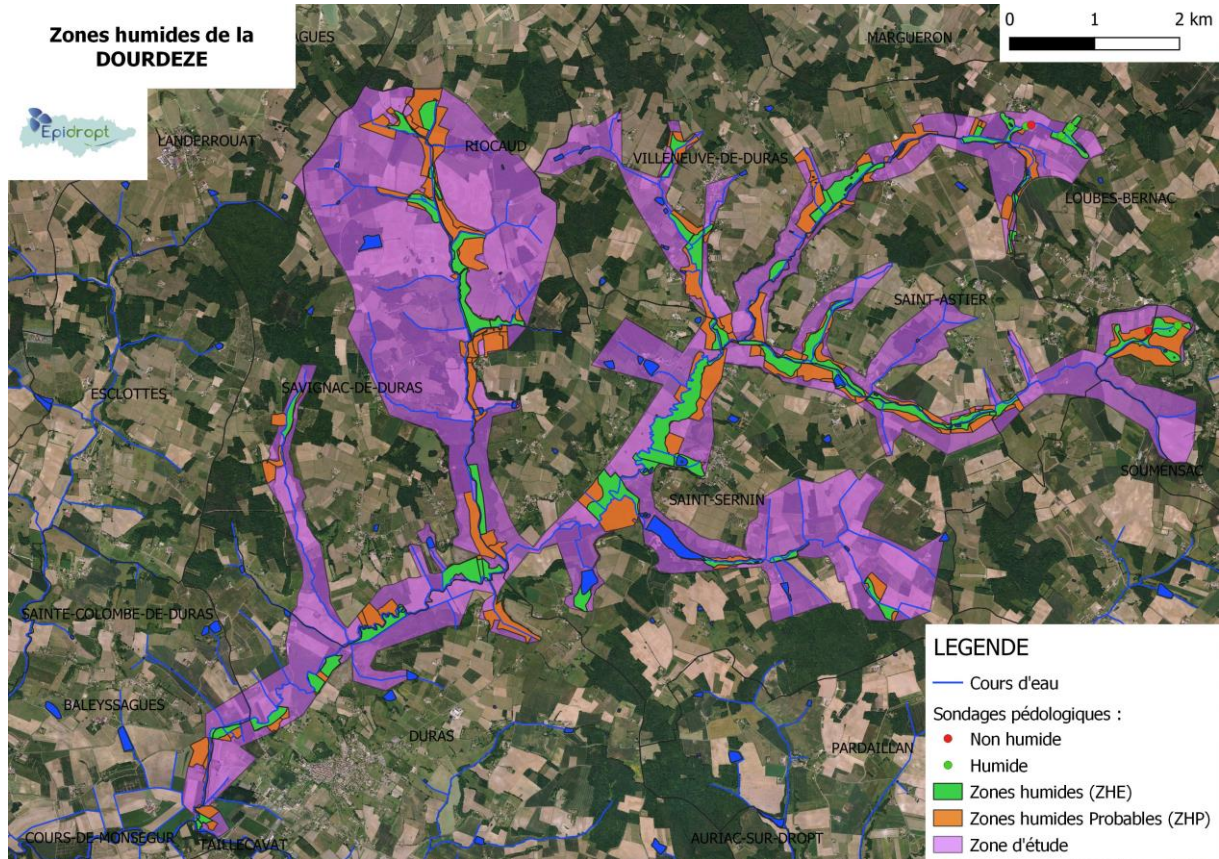 Zones humides de la
DOURDEZE
Epidropt
0 1 2 km
AGUES
MARGUERON
LANDERROUAT
RIOCAUD
VILLENEUVE-DE-DURAS
LOUBES-BERNAC
SAINT-ASTIER
ESCLOTTES
SAVIGNAC-DE-DURAS
SOUMENSAC
SAINT-SERNIN
SAINTE-COLOMBE-DE-DURAS
BALEYSSAGUES
DURAS
PARDAILLAN
COURS-DE-MONSEGUR
TAILLECAVAT
AURIAC-SUR-DROPT
LEGENDE
Cours d'eau
Sondages pédologiques :
Non humide
Humide
Zones humides (ZHE)
Zones humides Probables (ZHP)
Zone d'étude